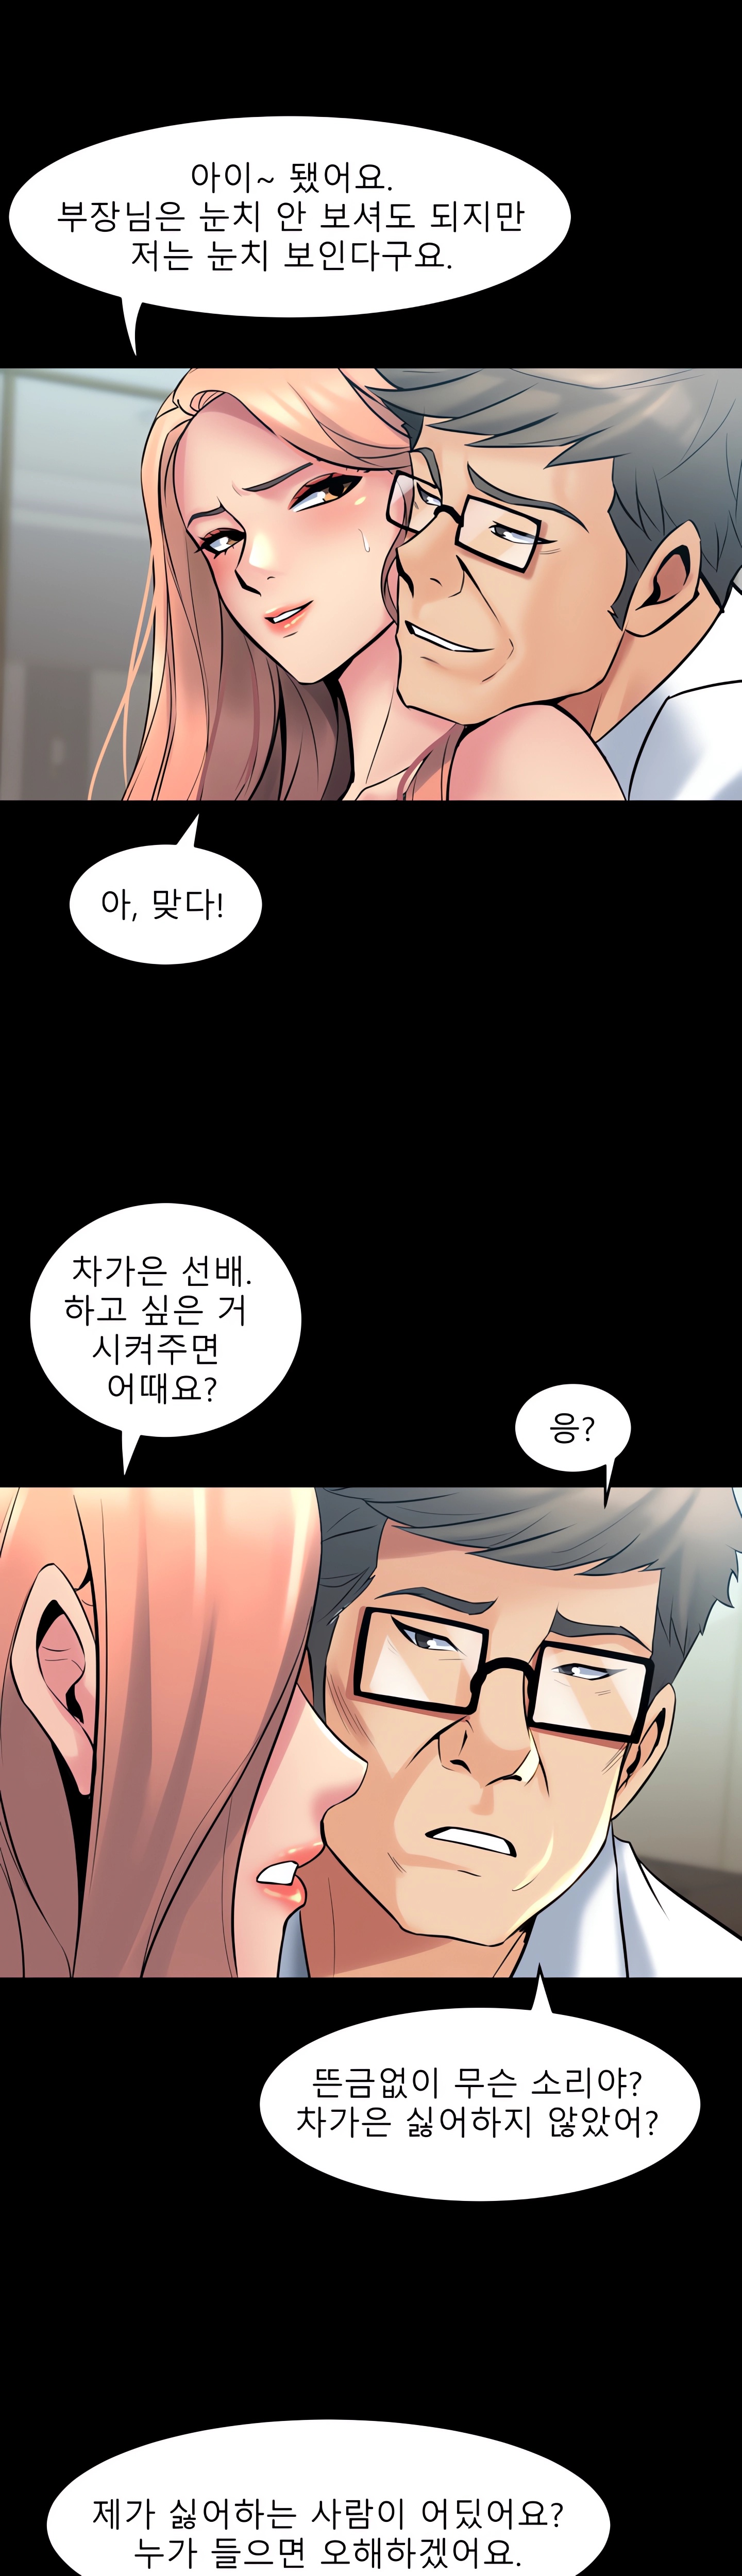 아이~ 됐어요.
부장님은 눈치 안 보셔도 되지만
저는 눈치 보인다구요.
아, 맞다!
차가은 선배.
하고 싶은 거
시켜주면
어때요?
응?
뜬금없이 무슨 소리야?
차가은 싫어하지 않았어?
제가 싫어하는 사람이 어딨어요?
누가 들으면 오해하겠어요.